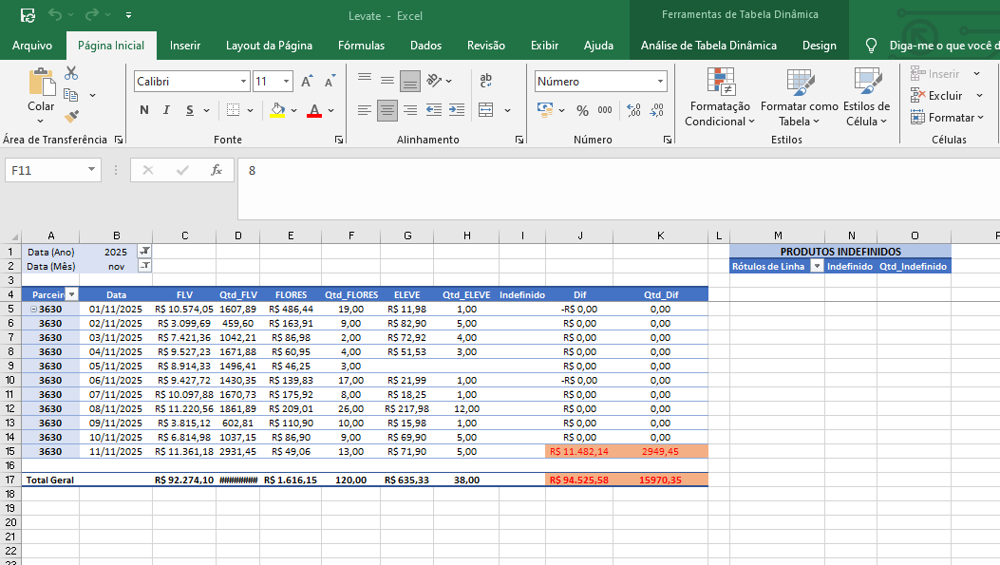 Levate - Excel
Ferramentas de Tabela Dinâmica
Arquivo Página Inicial Inserir Layout da Página Fórmulas Dados Revisão Exibir Ajuda Análise de Tabela Dinâmica Design Diga-me o que você d
Colar
Calibri 11
N I S
ab
Número
% 000
Formatação Condicional
Formatar como Tabela
Estilos de Célula
Inserir
Excluir
Formatar
Área de Transferência Fonte Alinhamento Número Estilos Células
F11 fx 8
A B C D E F G H I J K L M N O P
1 Data (Ano) 2025 PRODUTOS INDEFINIDOS
2 Data (Mês) nov Rótulos de Linha Indefinido Qtd_Indefinido
3
4 Parceir Data FLV Qtd_FLV FLORES Qtd_FLORES ELEVE Qtd_ELEVE Indefinido Dif Qtd_Dif
5 3630 01/11/2025 R$ 10.574,05 1607,89 R$ 486,44 19,00 R$ 11,98 1,00 -R$ 0,00 0,00
6 3630 02/11/2025 R$ 3.099,69 459,60 R$ 163,91 9,00 R$ 82,90 5,00 R$ 0,00 0,00
7 3630 03/11/2025 R$ 7.421,36 1042,21 R$ 86,98 2,00 R$ 72,92 4,00 R$ 0,00 0,00
8 3630 04/11/2025 R$ 9.527,23 1671,88 R$ 60,95 4,00 R$ 51,53 3,00 R$ 0,00 0,00
9 3630 05/11/2025 R$ 8.914,33 1496,41 R$ 46,25 3,00 R$ 0,00 0,00
10 3630 06/11/2025 R$ 9.427,72 1430,35 R$ 139,83 17,00 R$ 21,99 1,00 -R$ 0,00 0,00
11 3630 07/11/2025 R$ 10.097,88 1670,73 R$ 175,92 8,00 R$ 18,25 1,00 R$ 0,00 0,00
12 3630 08/11/2025 R$ 11.220,56 1861,89 R$ 209,01 26,00 R$ 217,98 12,00 R$ 0,00 0,00
13 3630 09/11/2025 R$ 3.815,12 602,81 R$ 110,90 10,00 R$ 15,98 1,00 R$ 0,00 0,00
14 3630 10/11/2025 R$ 6.814,98 1037,15 R$ 86,90 9,00 R$ 69,90 5,00 R$ 0,00 0,00
15 3630 11/11/2025 R$ 11.361,18 2931,45 R$ 49,06 13,00 R$ 71,90 5,00 R$ 11.482,14 2949,45
16
17 Total Geral R$ 92.274,10 ######## R$ 1.616,15 120,00 R$ 635,33 38,00 R$ 94.525,58 15970,35
18
19
20
21
22
23